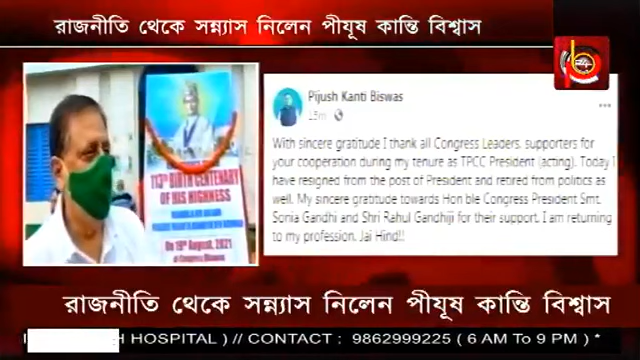 রাজনীতি থেকে সন্ন্যাস নিলেন পীযূষ কান্তি বিশ্বাস
113th BIRTH CENTENARY
OF HIS HIGHNESS
On 19th August, 2021
at Congress Bhawan
Pijush Kanti Biswas
15m
With sincere gratitude I thank all Congress Leaders, supporters for
your cooperation during my tenure as TPCC President (acting). Today I
have resigned from the post of President and retired from politics as
well. My sincere gratitude towards Hon ble Congress President Smt.
Sonia Gandhi and Shri Rahul Gandhiji for their support. I am returning
to my profession. Jai Hind!!
রাজনীতি থেকে সন্ন্যাস নিলেন পীযূষ কান্তি বিশ্বাস
HOSPITAL ) // CONTACT : 9862999225 ( 6 AM To 9 PM ) *